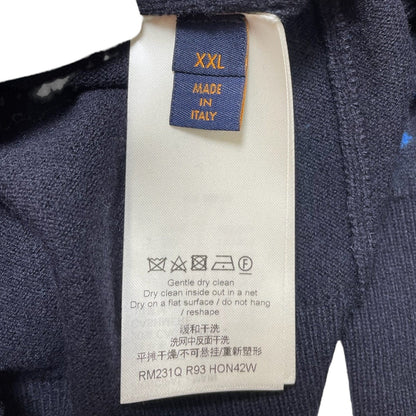 XXL
MADE
IN
ITALY
Gentle dry clean
Dry clean inside out in a net
Dry on a flat surface / do not hang
/ reshape
缓和干洗
洗网中反面干洗
平摊干燥/不可悬挂/重新塑形
RM231Q R93 HON42W